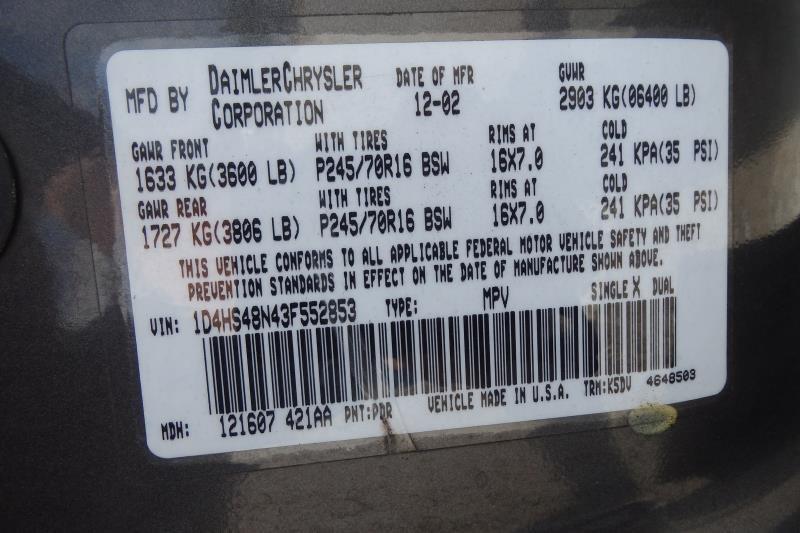 MFD BY DAIMLERCHRYSLER CORPORATION DATE OF MFR 12-02 GVWR 2903 KG(06400 LB)
GAWR FRONT WITH TIRES RIMS AT COLD
1633 KG(3600 LB) P245/70R16 BSW 16X7.0 241 KPA(35 PSI)
GAWR REAR WITH TIRES RIMS AT COLD
1727 KG(3806 LB) P245/70R16 BSW 16X7.0 241 KPA(35 PSI)
THIS VEHICLE CONFORMS TO ALL APPLICABLE FEDERAL MOTOR VEHICLE SAFETY AND THEFT
PREVENTION STANDARDS IN EFFECT ON THE DATE OF MANUFACTURE SHOWN ABOVE.
VIN: 1D4HS48N43F552853 TYPE: MPV SINGLE X DUAL
MDH: 121607 421AA PNT:PDR VEHICLE MADE IN U.S.A. TRM:K5DV 4648503